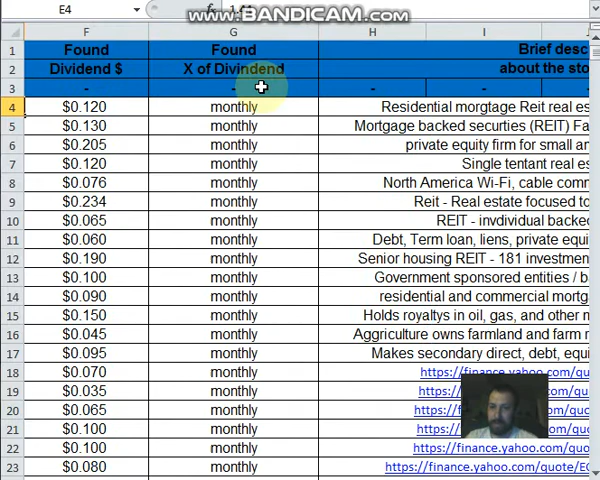 E4
WWW.BANDICAM.COM
F G H I
1 Found Found Brief desc
2 Dividend $ X of Divindend about the sto
3 - - - -
4 $0.120 monthly Residential morgtage Reit real es
5 $0.130 monthly Mortgage backed securties (REIT) Fa
6 $0.205 monthly private equity firm for small an
7 $0.120 monthly Single tentant real es
8 $0.076 monthly North America Wi-Fi, cable comm
9 $0.234 monthly Reit - Real estate focused to
10 $0.065 monthly REIT - invdividual backed
11 $0.060 monthly Debt, Term loan, liens, private equi
12 $0.190 monthly Senior housing REIT - 181 investmen
13 $0.100 monthly Government sponsored entities / b
14 $0.090 monthly residential and commercial mortg
15 $0.150 monthly Holds royaltys in oil, gas, and other m
16 $0.045 monthly Aggriculture owns farmland and farm r
17 $0.095 monthly Makes secondary direct, debt, equi
18 $0.070 monthly https://finance.yahoo.com/qu
19 $0.035 monthly https://finance.yahoo.com/quo
20 $0.065 monthly https://finance
21 $0.100 monthly https://finance
22 $0.100 monthly https://finance
23 $0.080 monthly https://finance.yahoo.com/quote/EC